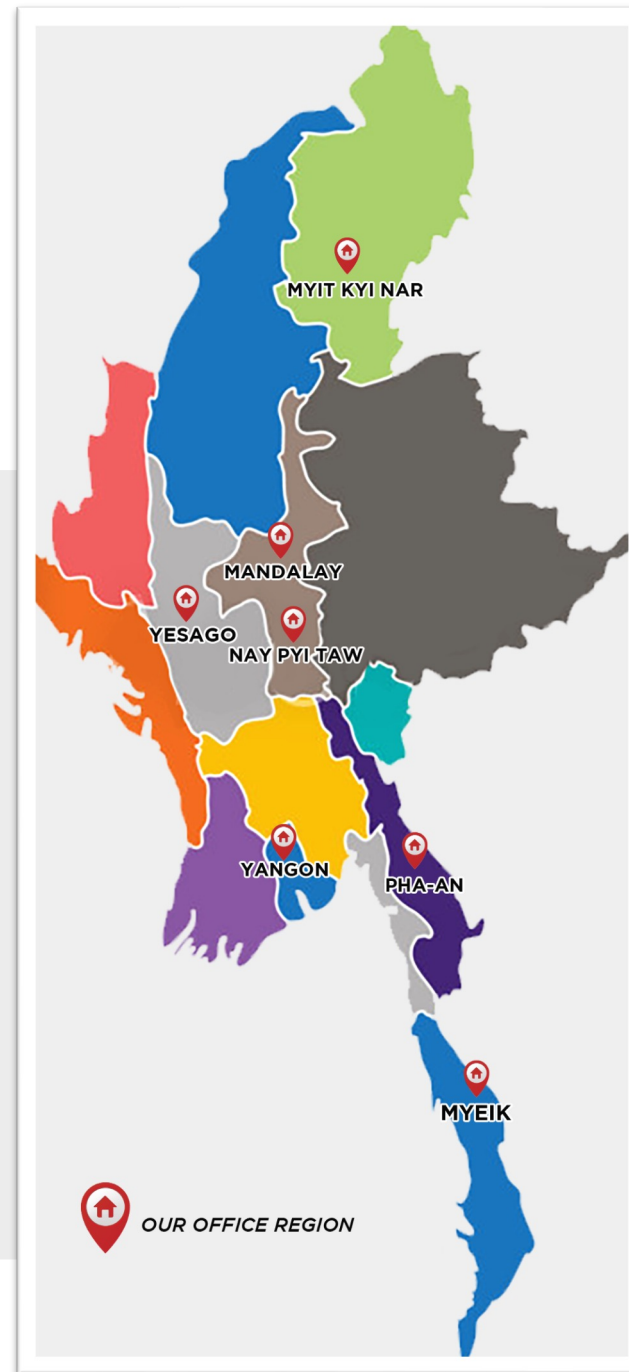 MYIT KYI NAR
MANDALAY
YESAGO
NAY PYI TAW
YANGON
PHA-AN
MYEIK
OUR OFFICE REGION